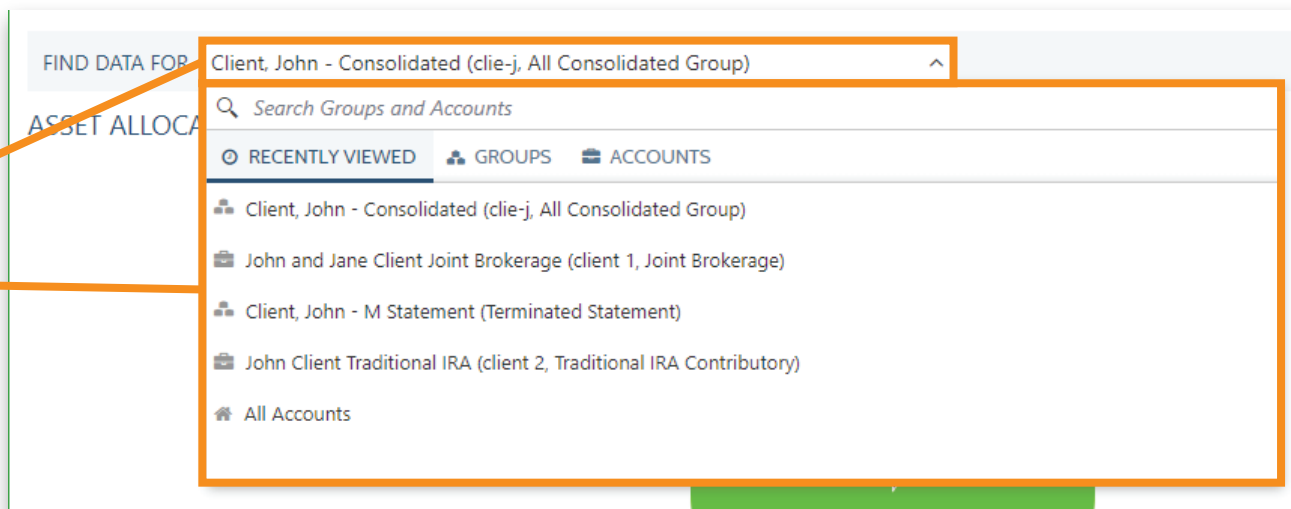 FIND DATA FOR Client, John - Consolidated (clie-j, All Consolidated Group)
ASSET ALLOCA
Search Groups and Accounts
RECENTLY VIEWED GROUPS ACCOUNTS
Client, John - Consolidated (clie-j, All Consolidated Group)
John and Jane Client Joint Brokerage (client 1, Joint Brokerage)
Client, John - M Statement (Terminated Statement)
John Client Traditional IRA (client 2, Traditional IRA Contributory)
All Accounts